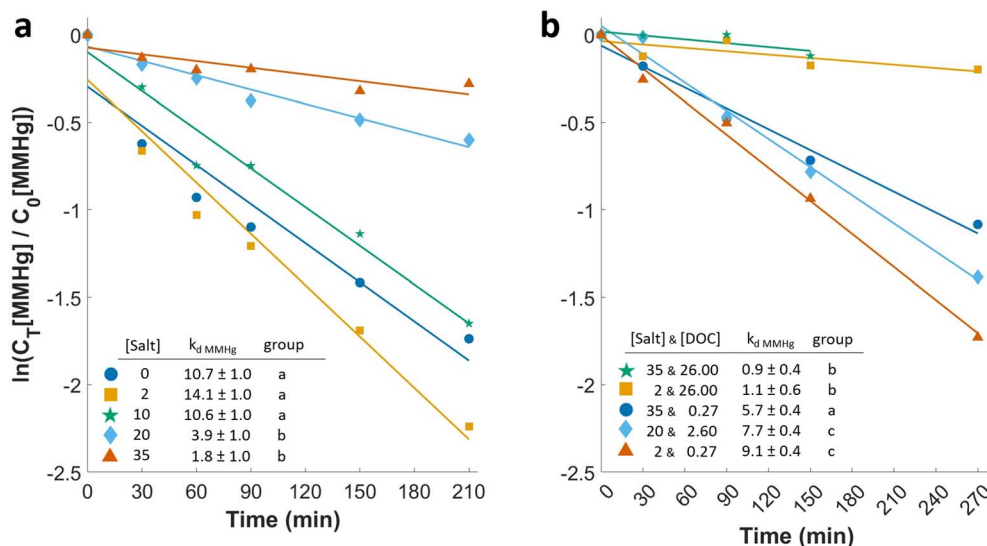 a
ln(C_T[MMHg] / C_0[MMHg])
0
-0.5
-1
-1.5
-2
-2.5
[Salt] k_d MMHg group
0 10.7 ± 1.0 a
2 14.1 ± 1.0 a
10 10.6 ± 1.0 a
20 3.9 ± 1.0 b
35 1.8 ± 1.0 b
0 30 60 90 120 150 180 210
Time (min)
b
0
-0.5
-1
-1.5
-2
-2.5
[Salt] & [DOC] k_d MMHg group
35 & 26.00 0.9 ± 0.4 b
2 & 26.00 1.1 ± 0.6 b
35 & 0.27 5.7 ± 0.4 a
20 & 2.60 7.7 ± 0.4 c
2 & 0.27 9.1 ± 0.4 c
0 30 60 90 120 150 180 210 240 270
Time (min)